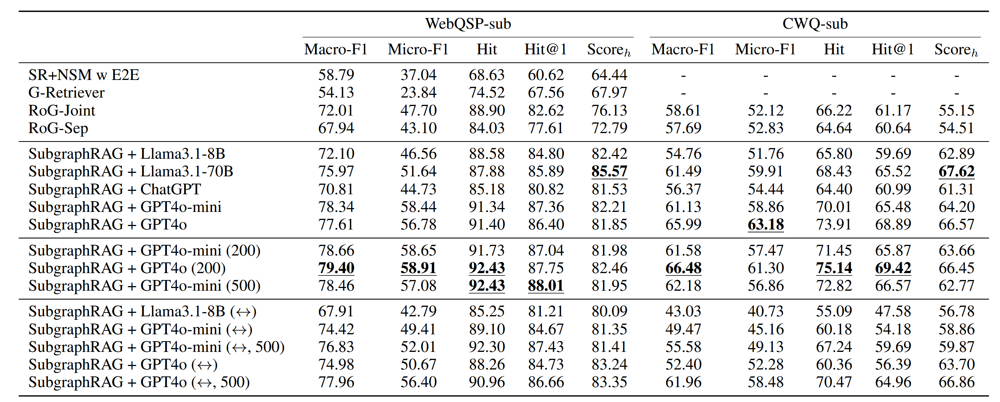 WebQSP-sub CWQ-sub
Macro-F1 Micro-F1 Hit Hit@1 Scoreh Macro-F1 Micro-F1 Hit Hit@1 Scoreh
SR+NSM w E2E 58.79 37.04 68.63 60.62 64.44 - - - - -
G-Retriever 54.13 23.84 74.52 67.56 67.97 - - - - -
RoG-Joint 72.01 47.70 88.90 82.62 76.13 58.61 52.12 66.22 61.17 55.15
RoG-Sep 67.94 43.10 84.03 77.61 72.79 57.69 52.83 64.64 60.64 54.51
SubgraphRAG + Llama3.1-8B 72.10 46.56 88.58 84.80 82.42 54.76 51.76 65.80 59.69 62.89
SubgraphRAG + Llama3.1-70B 75.97 51.64 87.88 85.89 85.57 61.49 59.91 68.43 65.52 67.62
SubgraphRAG + ChatGPT 70.81 44.73 85.18 80.82 81.53 56.37 54.44 64.40 60.99 61.31
SubgraphRAG + GPT4o-mini 78.34 58.44 91.34 87.36 82.21 61.13 58.86 70.01 65.48 64.20
SubgraphRAG + GPT4o 77.61 56.78 91.40 86.40 81.85 65.99 63.18 73.91 68.89 66.57
SubgraphRAG + GPT4o-mini (200) 78.66 58.65 91.73 87.04 81.98 61.58 57.47 71.45 65.87 63.66
SubgraphRAG + GPT4o (200) 79.40 58.91 92.43 87.75 82.46 66.48 61.30 75.14 69.42 66.45
SubgraphRAG + GPT4o-mini (500) 78.46 57.08 92.43 88.01 81.95 62.18 56.86 72.82 66.57 62.77
SubgraphRAG + Llama3.1-8B (↔) 67.91 42.79 85.25 81.21 80.09 43.03 40.73 55.09 47.58 56.78
SubgraphRAG + GPT4o-mini (↔) 74.42 49.41 89.10 84.67 81.35 49.47 45.16 60.18 54.18 58.86
SubgraphRAG + GPT4o-mini (↔, 500) 76.83 52.01 92.30 87.43 81.41 55.58 49.13 67.24 59.69 59.87
SubgraphRAG + GPT4o (↔) 74.98 50.67 88.26 84.73 83.24 52.40 52.28 60.36 56.39 63.70
SubgraphRAG + GPT4o (↔, 500) 77.96 56.40 90.96 86.66 83.35 61.96 58.48 70.47 64.96 66.86